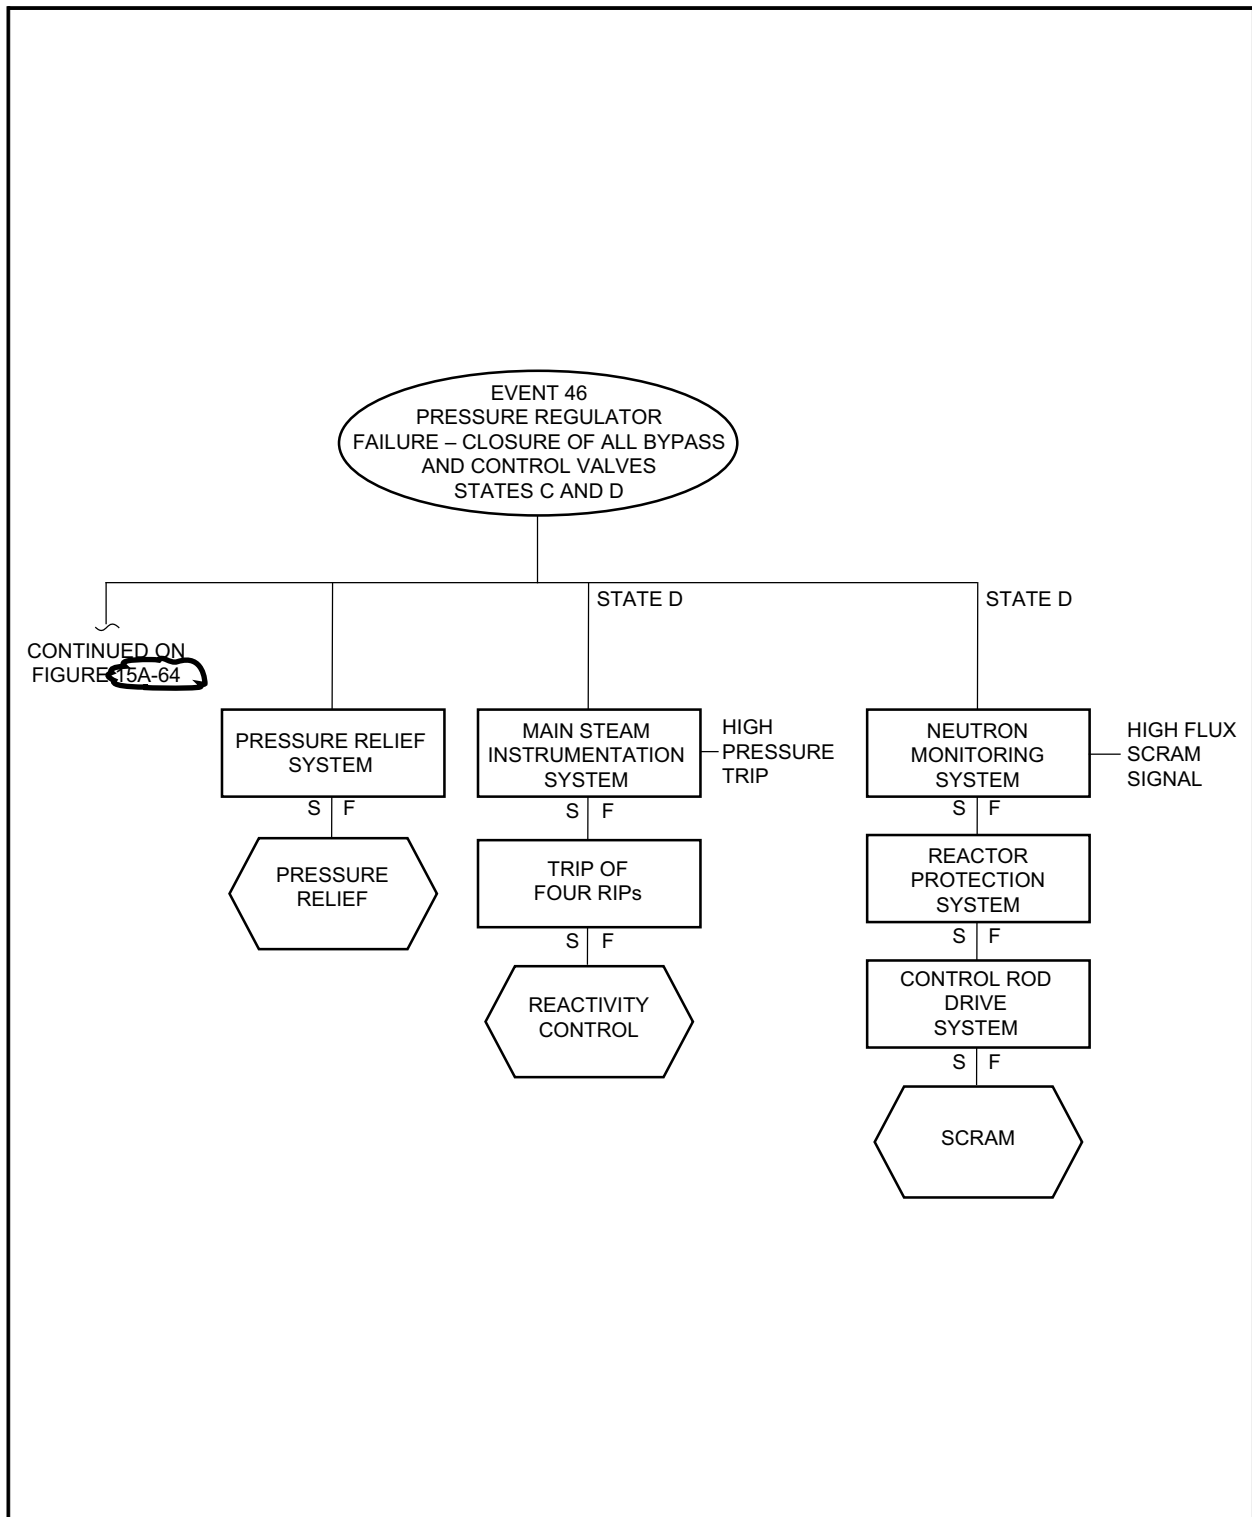 EVENT 46
PRESSURE REGULATOR
FAILURE – CLOSURE OF ALL BYPASS
AND CONTROL VALVES
STATES C AND D
STATE D
STATE D
CONTINUED ON
FIGURE 15A-64
PRESSURE RELIEF
SYSTEM
S F
PRESSURE
RELIEF
MAIN STEAM
INSTRUMENTATION
SYSTEM
HIGH
PRESSURE
TRIP
S F
TRIP OF
FOUR RIPs
S F
REACTIVITY
CONTROL
NEUTRON
MONITORING
SYSTEM
HIGH FLUX
SCRAM
SIGNAL
S F
REACTOR
PROTECTION
SYSTEM
S F
CONTROL ROD
DRIVE
SYSTEM
S F
SCRAM